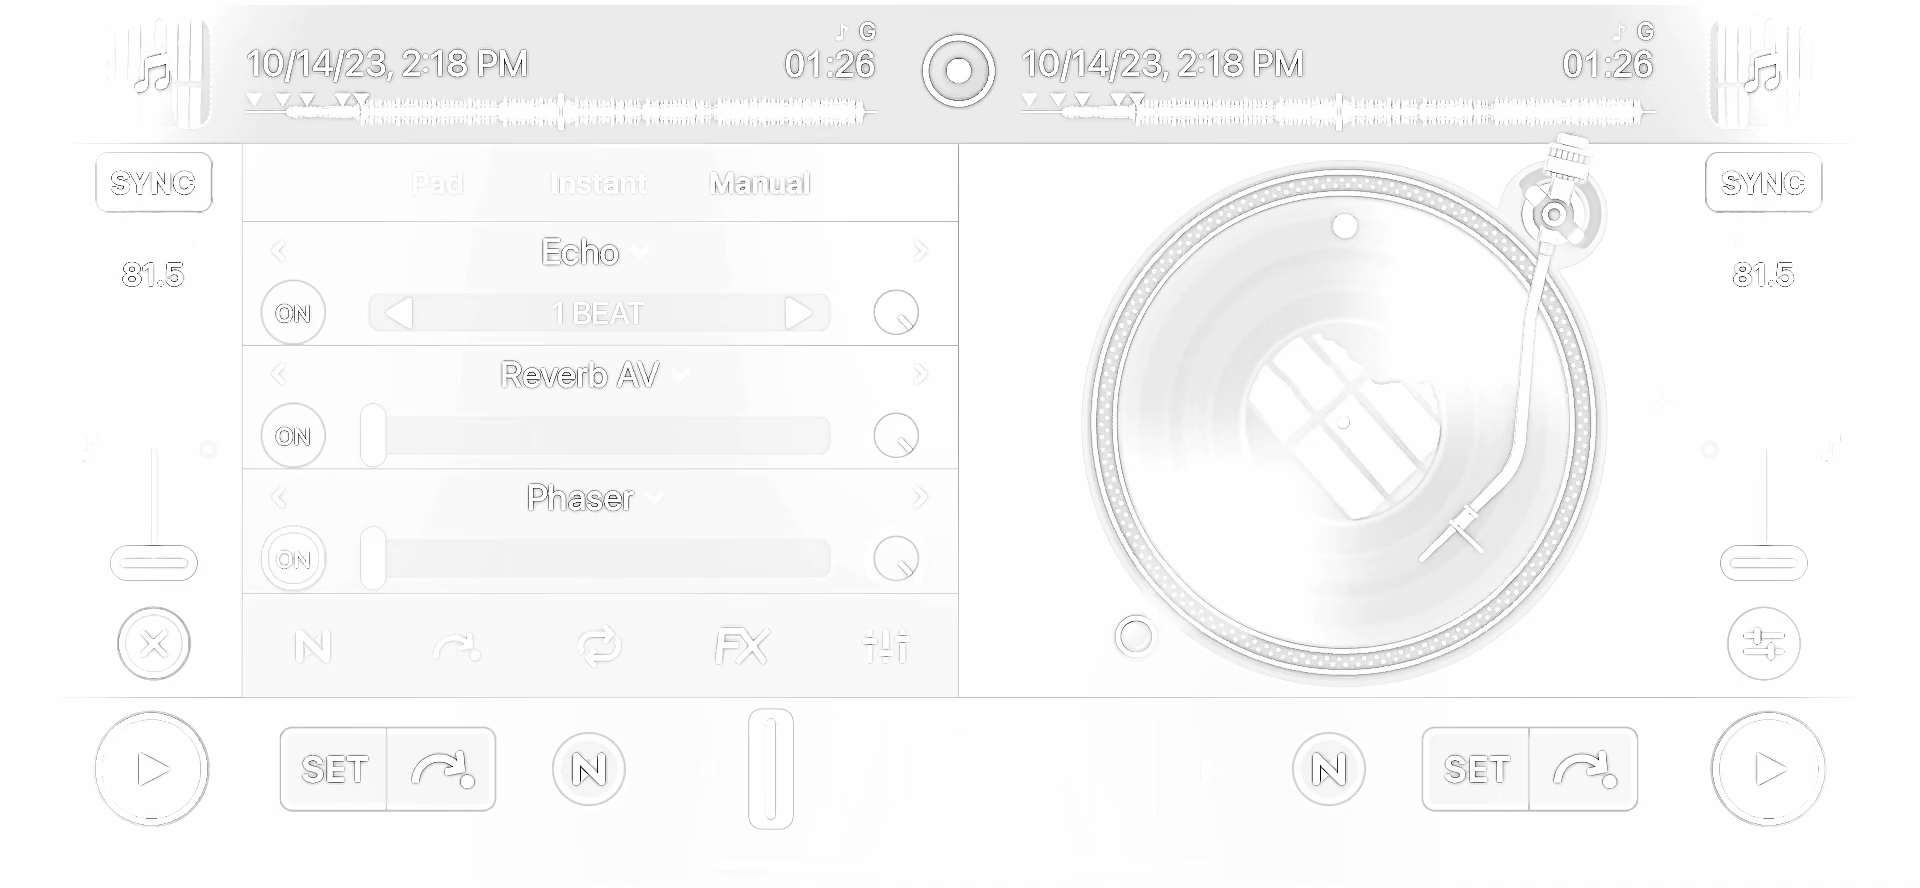 ♪ G
10/14/23, 2:18 PM 01:26
♪ G
10/14/23, 2:18 PM 01:26
SYNC
81.5
Pad Instant Manual
Echo
ON 1 BEAT
Reverb AV
ON
Phaser
ON
FX
SYNC
81.5
SET
N
N
SET